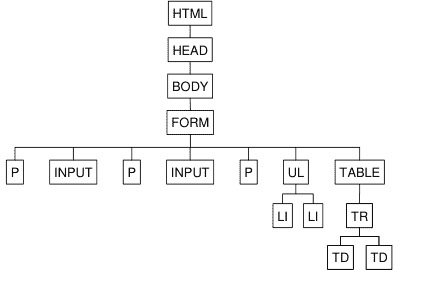 HTML
HEAD
BODY
FORM
P INPUT P INPUT P UL TABLE
LI LI TR
TD TD